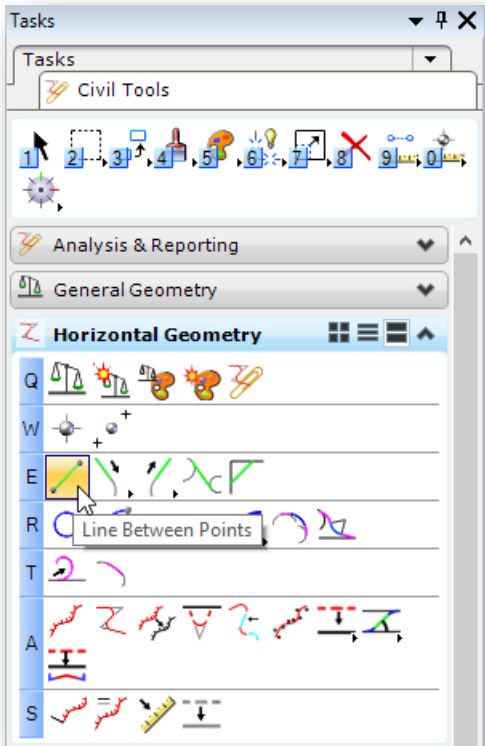 Tasks
Tasks
Civil Tools
1 2 3 4 5 6 7 8 9 0
Analysis & Reporting
General Geometry
Horizontal Geometry
Q
W
E
R
Line Between Points
T
A
S